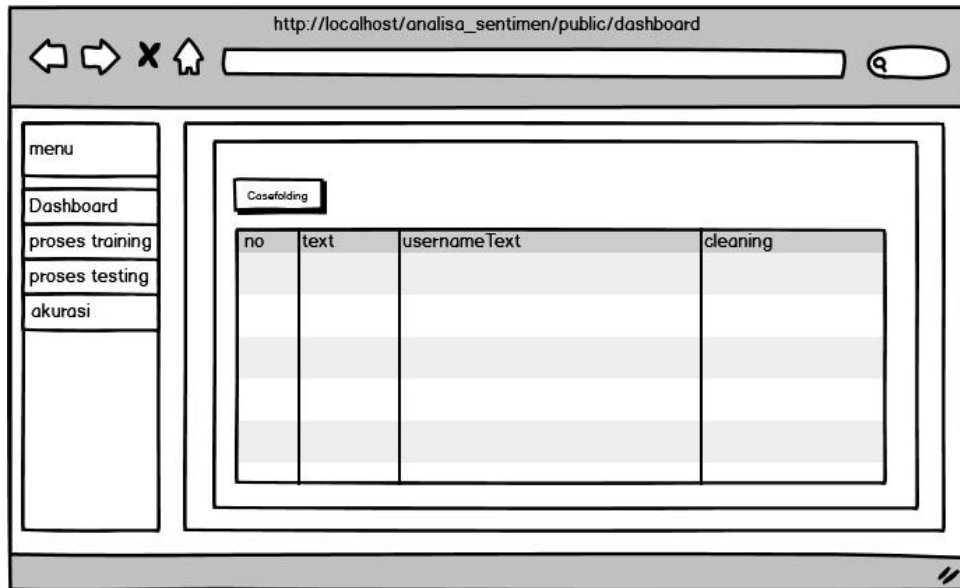 http://localhost/analisa_sentimen/public/dashboard
menu
Dashboard
proses training
proses testing
akurasi
Casefolding
no text usernameText cleaning